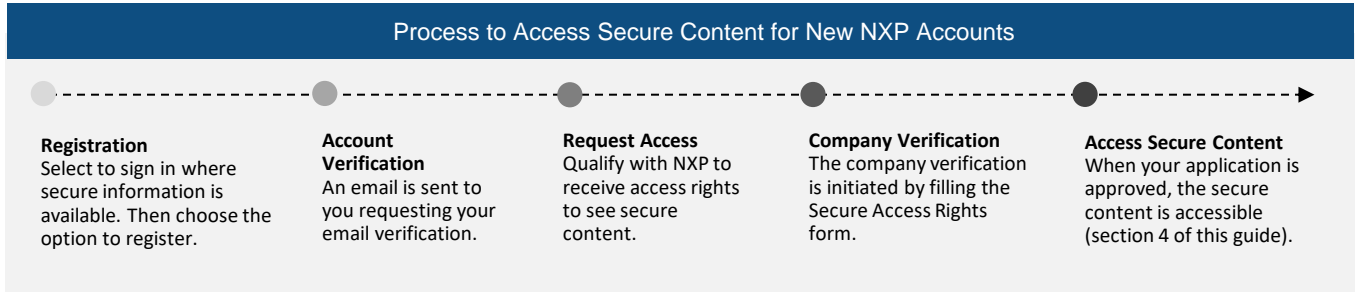 Process to Access Secure Content for New NXP Accounts
Registration
Select to sign in where
secure information is
available. Then choose the
option to register.
Account
Verification
An email is sent to
you requesting your
email verification.
Request Access
Qualify with NXP to
receive access rights
to see secure
content.
Company Verification
The company verification
is initiated by filling the
Secure Access Rights
form.
Access Secure Content
When your application is
approved, the secure
content is accessible
(section 4 of this guide).